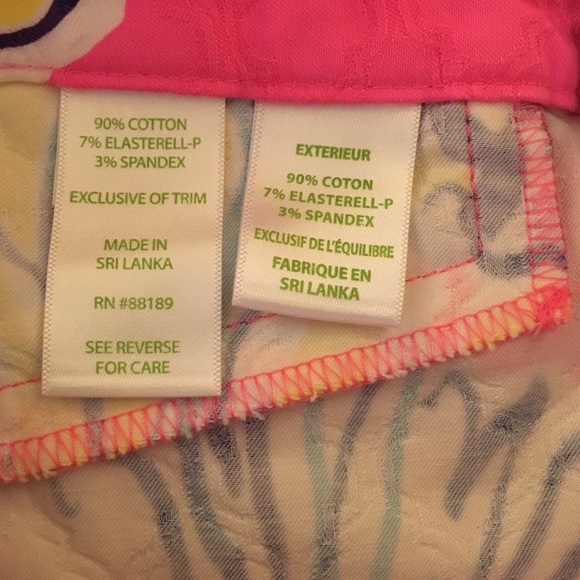 90% COTTON
7% ELASTERELL-P
3% SPANDEX
EXCLUSIVE OF TRIM
MADE IN
SRI LANKA
RN #88189
SEE REVERSE
FOR CARE
EXTERIEUR
90% COTON
7% ELASTERELL-P
3% SPANDEX
EXCLUSIF DE L'ÉQUILIBRE
FABRIQUE EN
SRI LANKA